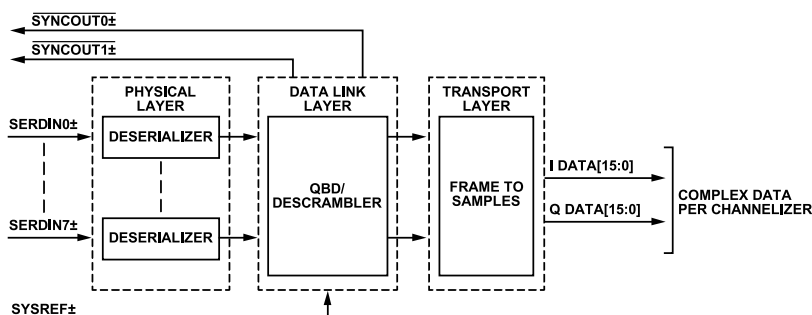 SYNCOUT0±
SYNCOUT1±
PHYSICAL
LAYER
DATA LINK
LAYER
TRANSPORT
LAYER
SERDIN0±
DESERIALIZER
QBD/
DESCRAMBLER
FRAME TO
SAMPLES
I DATA[15:0]
Q DATA[15:0]
COMPLEX DATA
PER CHANNELIZER
SERDIN7±
DESERIALIZER
SYSREF±